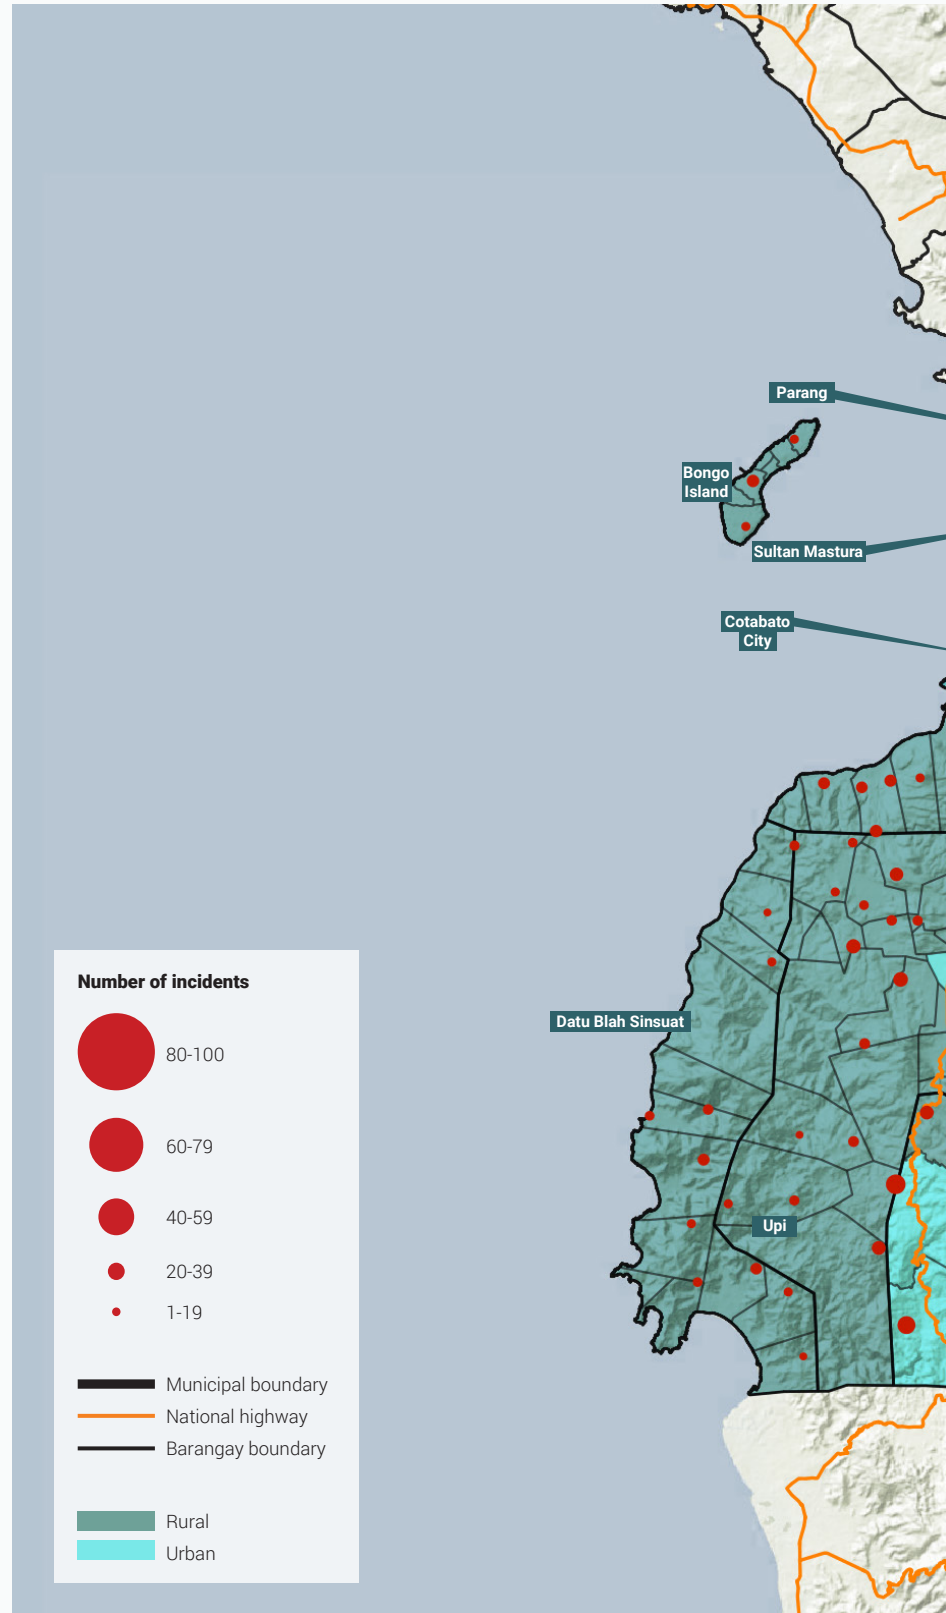 Parang
Bongo
Island
Sultan Mastura
Cotabato
City
Number of incidents
80-100
60-79
40-59
20-39
1-19
Datu Blah Sinsuat
Upi
Municipal boundary
National highway
Barangay boundary
Rural
Urban